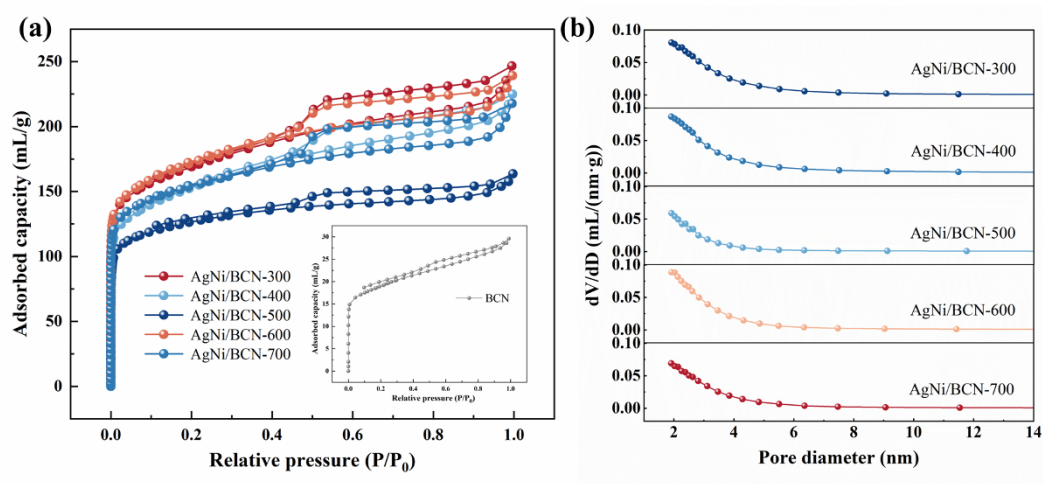 (a)
Adsorbed capacity (mL/g)
250
200
150
100
50
0
0.0 0.2 0.4 0.6 0.8 1.0
Relative pressure (P/P0)
AgNi/BCN-300
AgNi/BCN-400
AgNi/BCN-500
AgNi/BCN-600
AgNi/BCN-700
Adsorbed capacity (mL/g)
30
25
20
15
10
5
0
BCN
0.0 0.2 0.4 0.6 0.8 1.0
Relative pressure (P/P0)
(b)
dV/dD (mL/(nm·g)
0.10
0.05
0.00
AgNi/BCN-300
0.10
0.05
0.00
AgNi/BCN-400
0.10
0.05
0.00
AgNi/BCN-500
0.10
0.05
0.00
AgNi/BCN-600
0.10
0.05
0.00
AgNi/BCN-700
2 4 6 8 10 12 14
Pore diameter (nm)